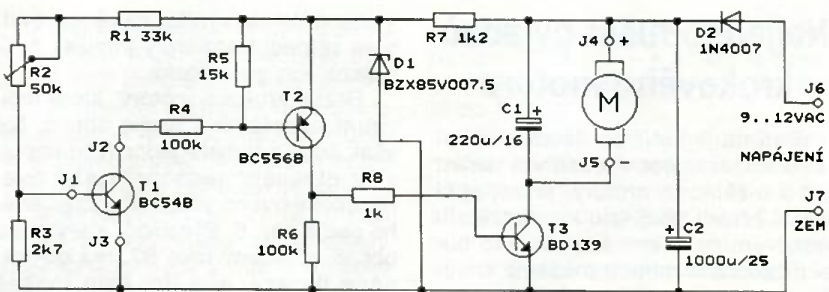 R1 33k
R2
50k
R3
2k7
R4
100k
R5
15k
T2
BC556B
D1
BZX85V007.5
R7 1k2
J4 +
M
J5 -
D2
1N4007
J6
9..12VAC
NAPÁJENÍ
J7
ZEM
C1 +
220u/16
J2
J1
T1
BC54B
J3
R6
100k
R8
1k
T3
BD139
+ C2
1000u/25